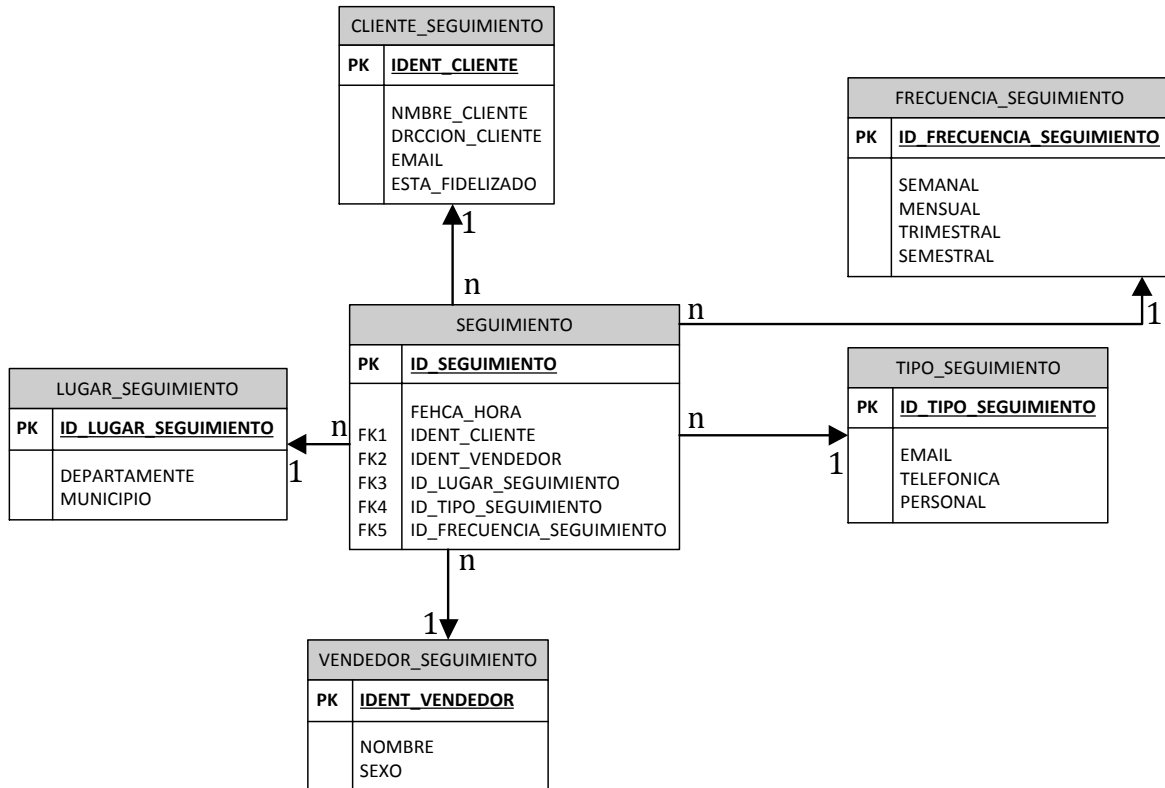 CLIENTE_SEGUIMIENTO
PK IDENT_CLIENTE
NMBRE_CLIENTE
DRCCION_CLIENTE
EMAIL
ESTA_FIDELIZADO
FRECUENCIA_SEGUIMIENTO
PK ID_FRECUENCIA_SEGUIMIENTO
SEMANAL
MENSUAL
TRIMESTRAL
SEMESTRAL
1
n
n
1
SEGUIMIENTO
PK ID_SEGUIMIENTO
FEHCA_HORA
FK1 IDENT_CLIENTE
FK2 IDENT_VENDEDOR
FK3 ID_LUGAR_SEGUIMIENTO
FK4 ID_TIPO_SEGUIMIENTO
FK5 ID_FRECUENCIA_SEGUIMIENTO
LUGAR_SEGUIMIENTO
PK ID_LUGAR_SEGUIMIENTO
DEPARTAMENTE
MUNICIPIO
n
1
TIPO_SEGUIMIENTO
PK ID_TIPO_SEGUIMIENTO
EMAIL
TELEFONICA
PERSONAL
n
1
n
1
VENDEDOR_SEGUIMIENTO
PK IDENT_VENDEDOR
NOMBRE
SEXO